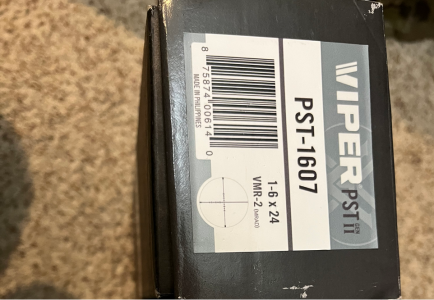 VIPER PST GEN II
PST-1607
1-6 x 24
VMR-2 (MRAD)
8 75874 00614 0
MADE IN PHILIPPINES